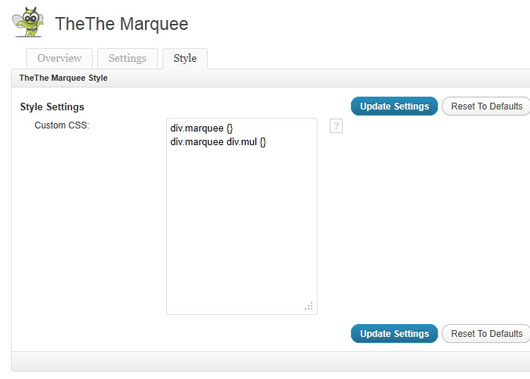 TheThe Marquee
Overview Settings Style
TheThe Marquee Style
Style Settings
Update Settings Reset To Defaults
Custom CSS:
div.marquee {}
div.marquee div.mul {}
?
Update Settings Reset To Defaults